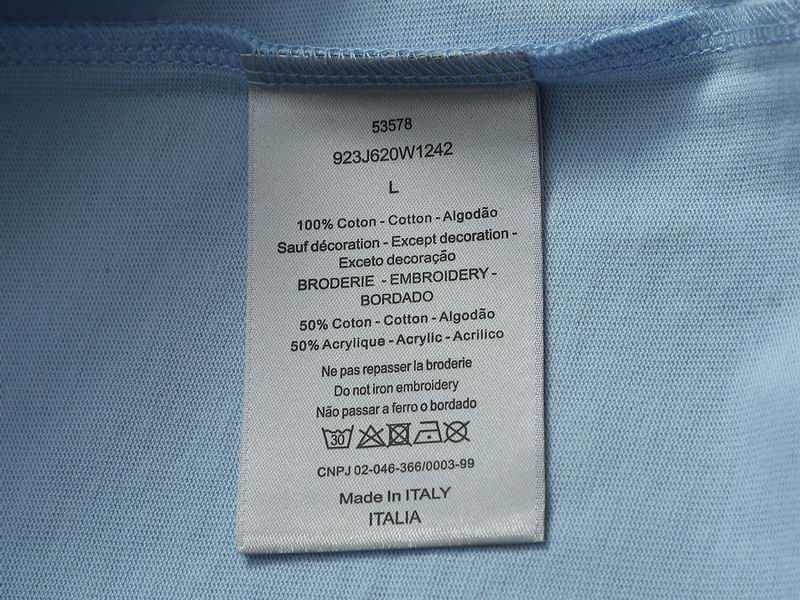 53578
923J620W1242
L
100% Coton - Cotton - Algodão
Sauf décoration - Except decoration -
Exceto decoração
BRODERIE - EMBROIDERY -
BORDADO
50% Coton - Cotton - Algodão
50% Acrylique - Acrylic - Acrilico
Ne pas repasser la broderie
Do not iron embroidery
Não passar a ferro o bordado
30
CNPJ 02-046-366/0003-99
Made In ITALY
ITALIA